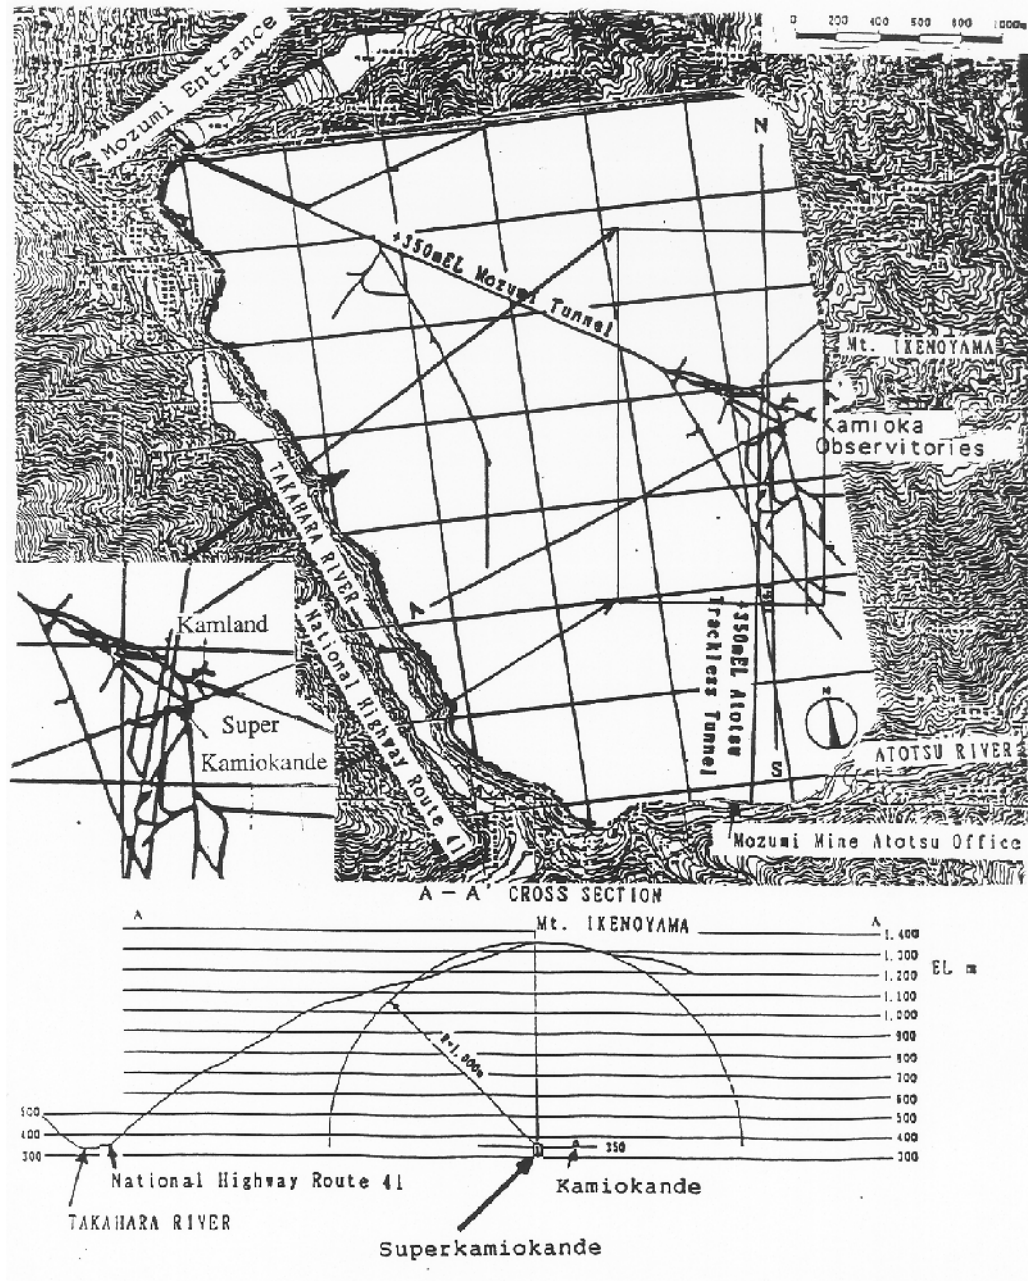 0 200 400 600 800 1000m
Mozumi Entrance
N
+350mEL Mozumi Tunnel
Mt. IKENOYAMA
A'
Kamioka
Observitories
TAKAHARA RIVER
National Highway Route 41
A
+350mEL Atotsu
Trackless Tunnel
N
S
ATOTSU RIVER
Mozumi Mine Atotsu Office
Kamland
Super
Kamiokande
A - A' CROSS SECTION
A
Mt. IKENOYAMA
A
1.400
1.300
1.200
EL m
1.100
1.000
900
800
700
600
500
400
300
R=1,000m
500
400
300
350
National Highway Route 41
Kamiokande
TAKAHARA RIVER
Superkamiokande